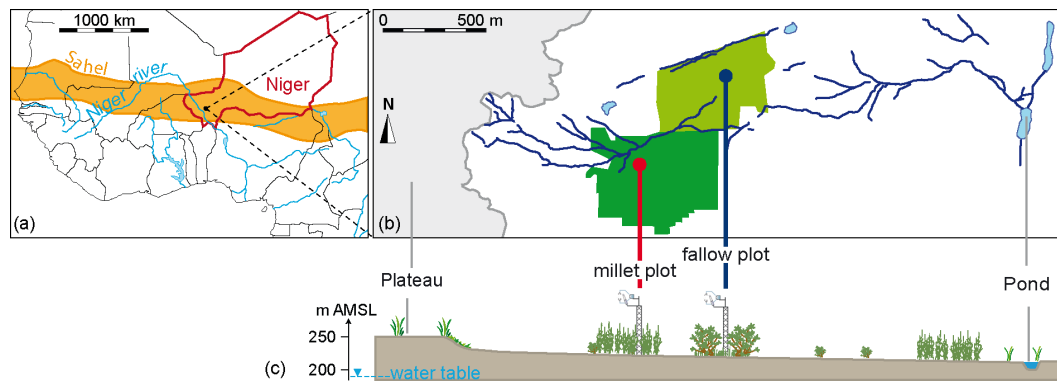 1000 km
Sahel
Niger river
Niger
(a)
0 500 m
N
(b)
millet plot
fallow plot
Plateau
Pond
m AMSL
250
200
water table
(c)